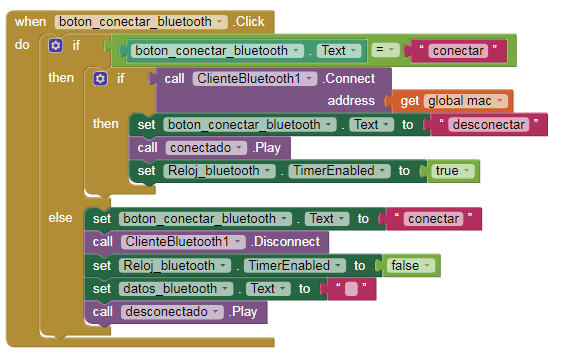 when boton_conectar_bluetooth .Click
do if boton_conectar_bluetooth . Text = " conectar "
then if call ClienteBluetooth1 .Connect
address get global mac
then set boton_conectar_bluetooth . Text to " desconectar "
call conectado .Play
set Reloj_bluetooth . TimerEnabled to true
else set boton_conectar_bluetooth . Text to " conectar "
call ClienteBluetooth1 .Disconnect
set Reloj_bluetooth . TimerEnabled to false
set datos_bluetooth . Text to " "
call desconectado .Play